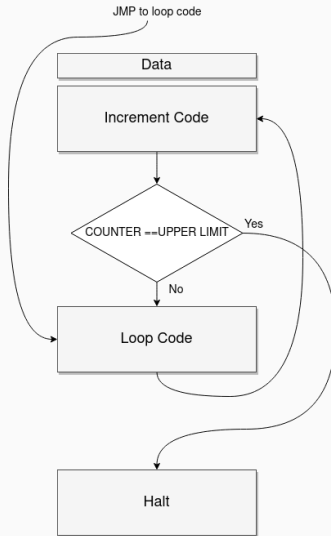 JMP to loop code
Data
Increment Code
COUNTER ==UPPER LIMIT
Yes
No
Loop Code
Halt